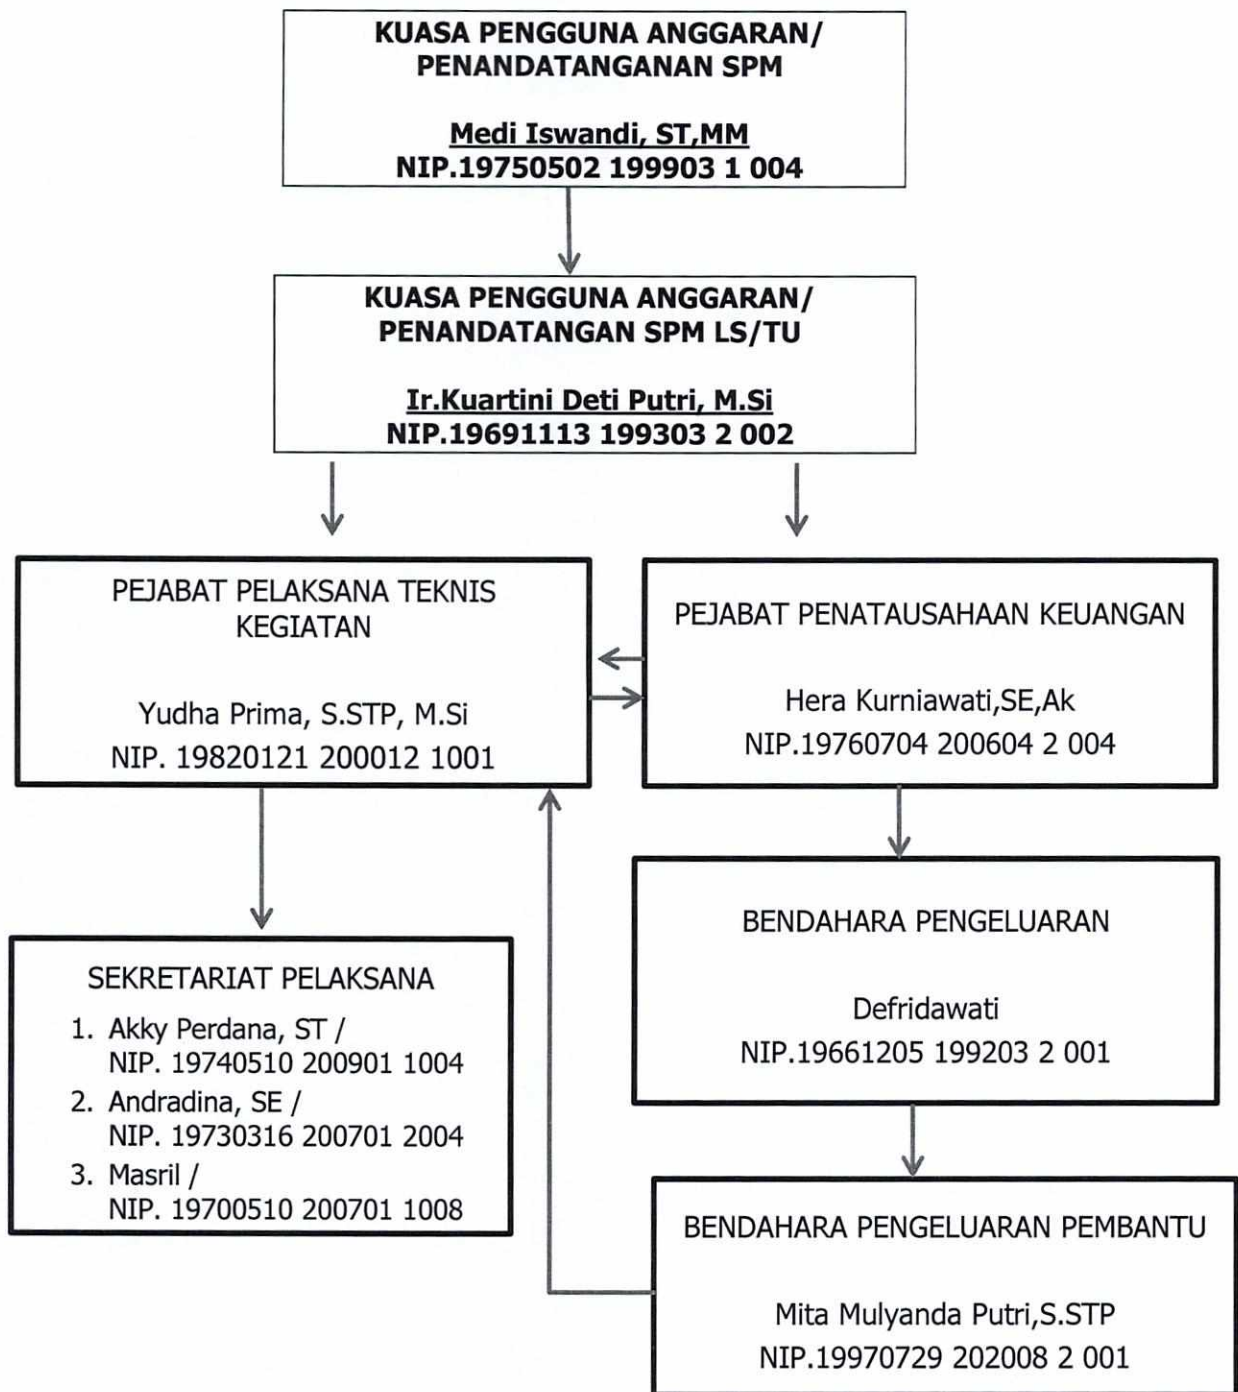 KUASA PENGGUNA ANGGARAN/
PENANDATANGANAN SPM
Medi Iswandi, ST,MM
NIP.19750502 199903 1 004
KUASA PENGGUNA ANGGARAN/
PENANDATANGAN SPM LS/TU
Ir.Kuartini Deti Putri, M.Si
NIP.19691113 199303 2 002
PEJABAT PELAKSANA TEKNIS
KEGIATAN
Yudha Prima, S.STP, M.Si
NIP. 19820121 200012 1001
PEJABAT PENATAUSAHAAN KEUANGAN
Hera Kurniawati,SE,Ak
NIP.19760704 200604 2 004
BENDAHARA PENGELUARAN
Defridawati
NIP.19661205 199203 2 001
SEKRETARIAT PELAKSANA
1. Akky Perdana, ST /
NIP. 19740510 200901 1004
2. Andradina, SE /
NIP. 19730316 200701 2004
3. Masril /
NIP. 19700510 200701 1008
BENDAHARA PENGELUARAN PEMBANTU
Mita Mulyanda Putri,S.STP
NIP.19970729 202008 2 001